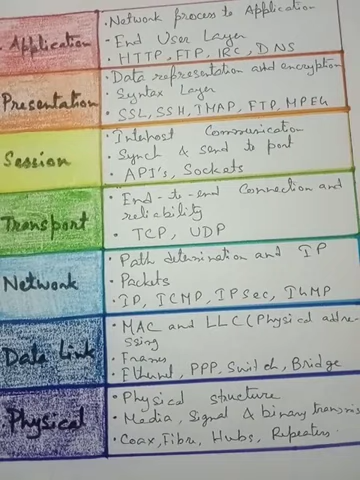 Application
· Network process to Application
· End User Layer
· HTTP, FTP, IRC, DNS
Presentation
· Data representation and encryption
· Syntax Layer
· SSL, SSH, IMAP, FTP, MPEG
Session
· Interhost Communication
· Synch & send to port
· API's, Sockets
Transport
· End-to-end Connection and
reliability
· TCP, UDP
Network
· Path determination and IP
· Packets
· IP, ICMP, IPSec, IGMP
Data Link
· MAC and LLC (Physical addre-
ssing
· Frames
· Ethernet, PPP, Switch, Bridge
Physical
· Physical structure
· Media, Signal & binary transmis
· Coax, Fibre, Hubs, Repeaters.